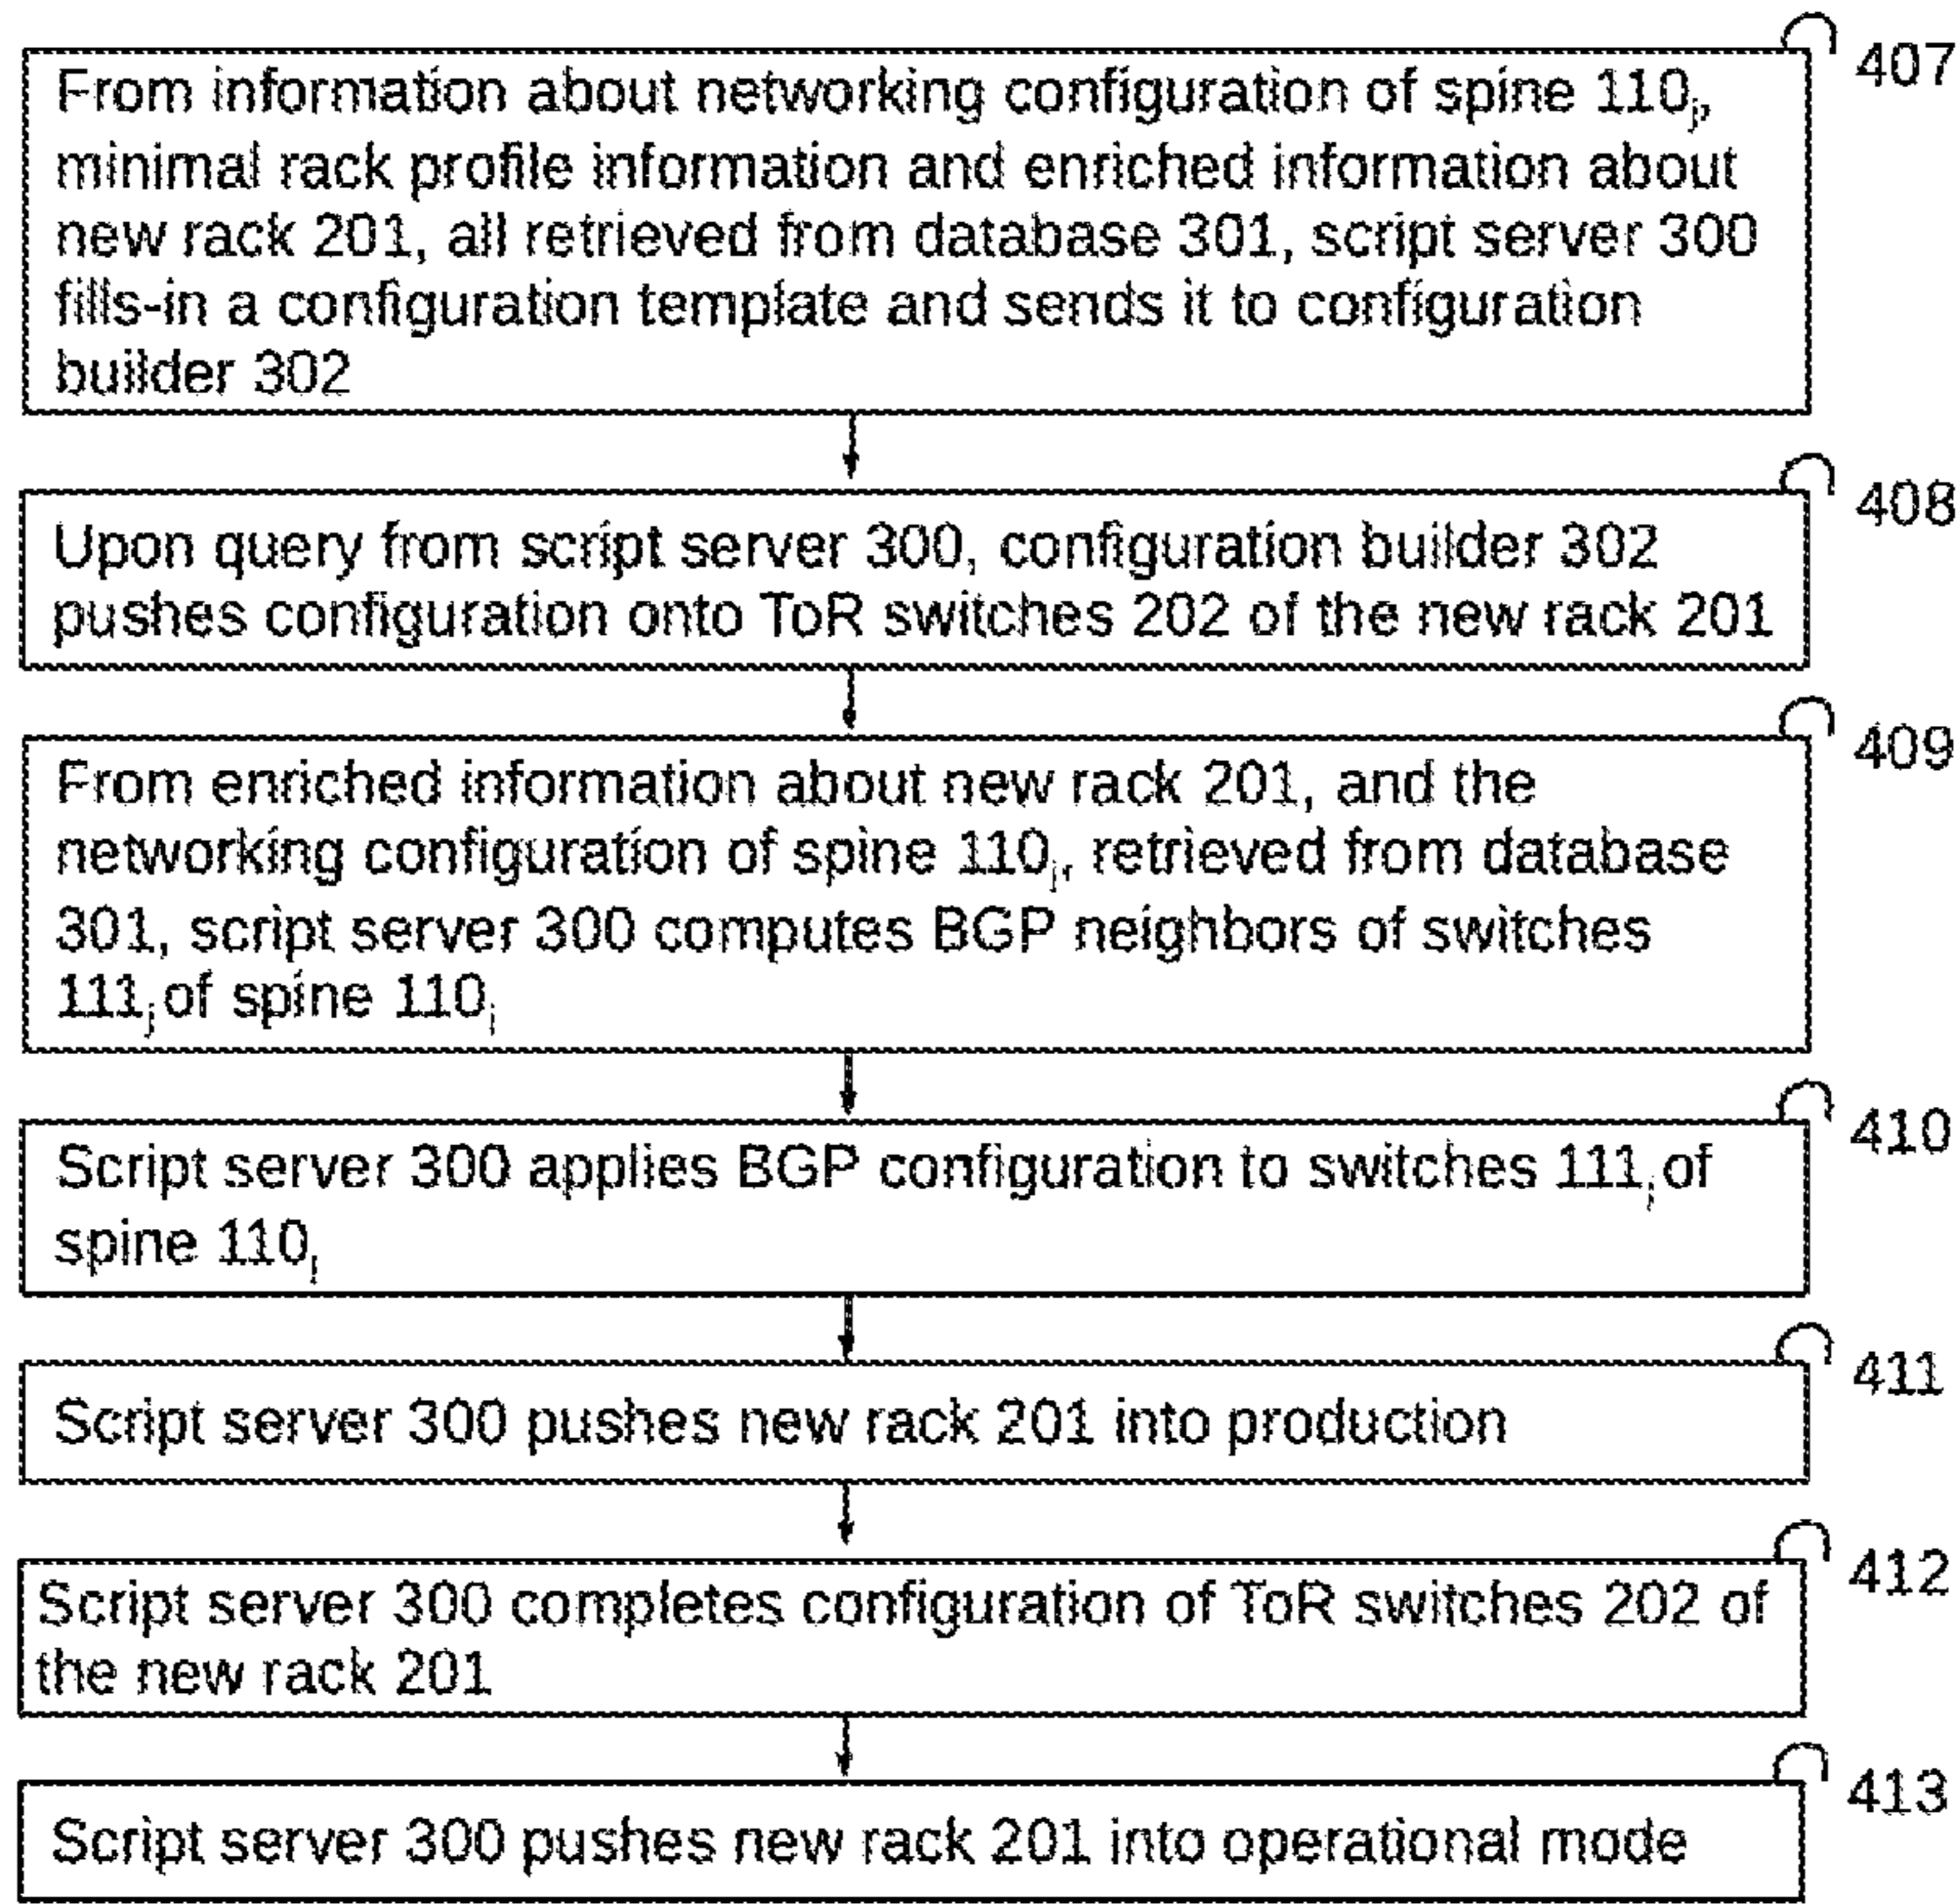 From information about networking configuration of spine 110j, 407
minimal rack profile information and enriched information about
new rack 201, all retrieved from database 301, script server 300
fills-in a configuration template and sends it to configuration
builder 302
408
Upon query from script server 300, configuration builder 302
pushes configuration onto ToR switches 202 of the new rack 201
409
From enriched information about new rack 201, and the
networking configuration of spine 110j, retrieved from database
301, script server 300 computes BGP neighbors of switches
111j of spine 110j
410
Script server 300 applies BGP configuration to switches 111j of
spine 110j
411
Script server 300 pushes new rack 201 into production
412
Script server 300 completes configuration of ToR switches 202 of
the new rack 201
413
Script server 300 pushes new rack 201 into operational mode